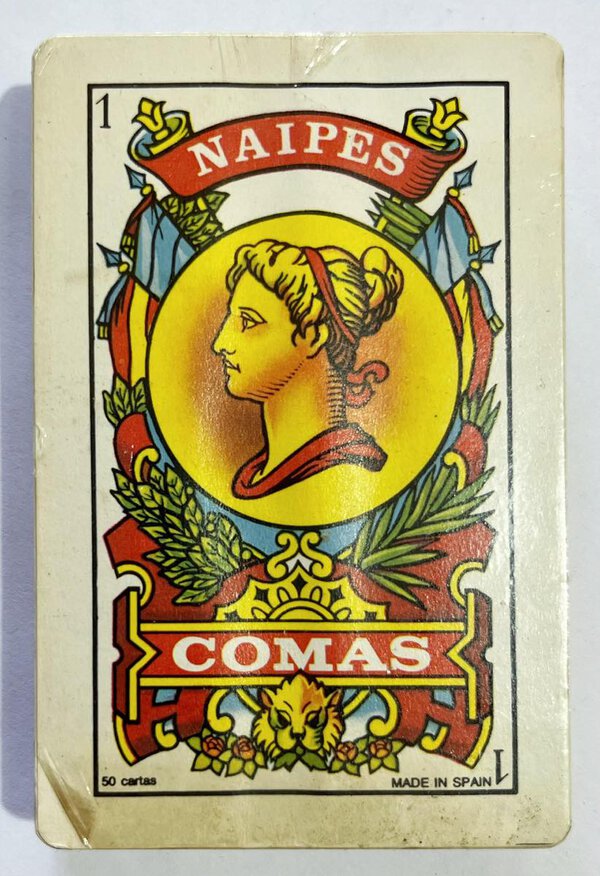 1
NAIPES
COMAS
50 cartas
MADE IN SPAIN
1